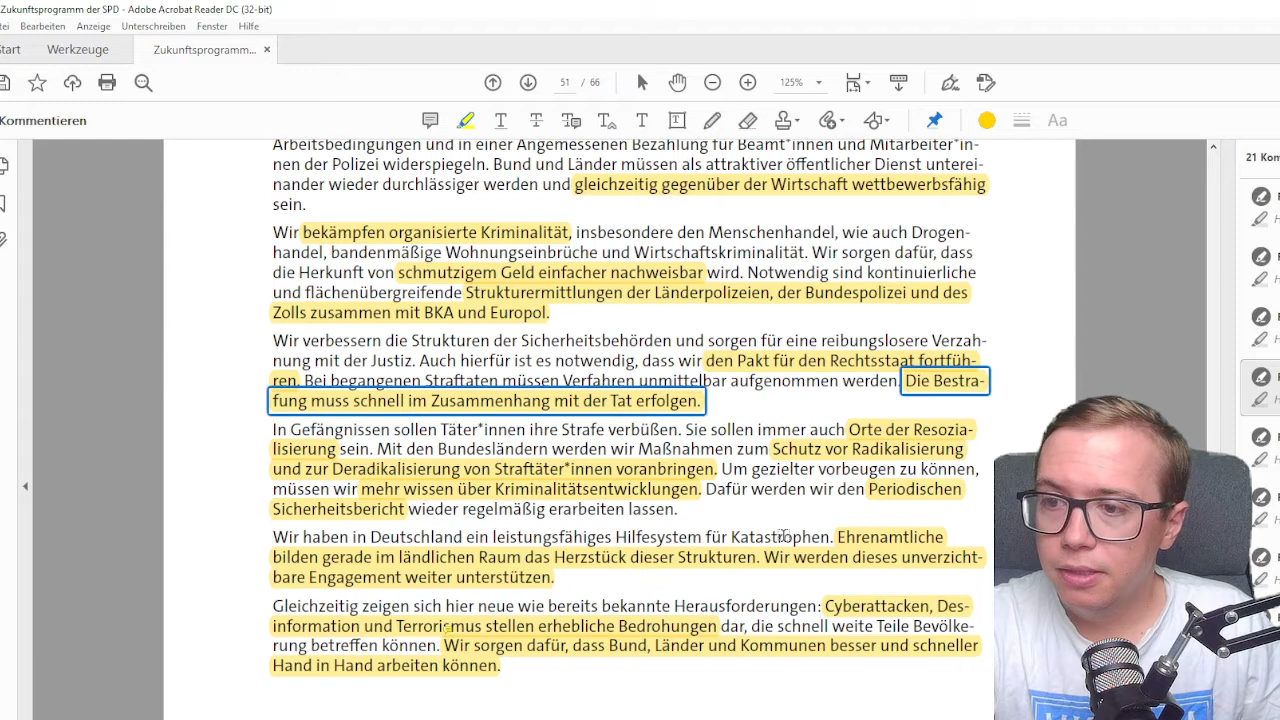 Zukunftsprogramm der SPD - Adobe Acrobat Reader DC (32-bit)
Bearbeiten Anzeige Unterschreiben Fenster Hilfe
Werkzeuge Zukunftsprogramm... ×
51 / 66 125%
Kommentieren Aa
21 Kom
Arbeitsbedingungen und in einer Angemessenen Bezahlung für Beamt*innen und Mitarbeiter*in-
nen der Polizei widerspiegeln. Bund und Länder müssen als attraktiver öffentlicher Dienst unterei-
nander wieder durchlässiger werden und gleichzeitig gegenüber der Wirtschaft wettbewerbsfähig
sein.
Wir bekämpfen organisierte Kriminalität, insbesondere den Menschenhandel, wie auch Drogen-
handel, bandenmäßige Wohnungseinbrüche und Wirtschaftskriminalität. Wir sorgen dafür, dass
die Herkunft von schmutzigem Geld einfacher nachweisbar wird. Notwendig sind kontinuierliche
und flächenübergreifende Strukturermittlungen der Länderpolizeien, der Bundespolizei und des
Zolls zusammen mit BKA und Europol.
Wir verbessern die Strukturen der Sicherheitsbehörden und sorgen für eine reibungslosere Verzah-
nung mit der Justiz. Auch hierfür ist es notwendig, dass wir den Pakt für den Rechtsstaat fortfüh-
ren. Bei begangenen Straftaten müssen Verfahren unmittelbar aufgenommen werden. Die Bestra-
fung muss schnell im Zusammenhang mit der Tat erfolgen.
In Gefängnissen sollen Täter*innen ihre Strafe verbüßen. Sie sollen immer auch Orte der Resozia-
lisierung sein. Mit den Bundesländern werden wir Maßnahmen zum Schutz vor Radikalisierung
und zur Deradikalisierung von Straftäter*innen voranbringen. Um gezielter vorbeugen zu können,
müssen wir mehr wissen über Kriminalitätsentwicklungen. Dafür werden wir den Periodischen
Sicherheitsbericht wieder regelmäßig erarbeiten lassen.
Wir haben in Deutschland ein leistungsfähiges Hilfesystem für Katastrophen. Ehrenamtliche
bilden gerade im ländlichen Raum das Herzstück dieser Strukturen. Wir werden dieses unverzicht-
bare Engagement weiter unterstützen.
Gleichzeitig zeigen sich hier neue wie bereits bekannte Herausforderungen: Cyberattacken, Des-
information und Terrorismus stellen erhebliche Bedrohungen dar, die schnell weite Teile Bevölke-
rung betreffen können. Wir sorgen dafür, dass Bund, Länder und Kommunen besser und schneller
Hand in Hand arbeiten können.